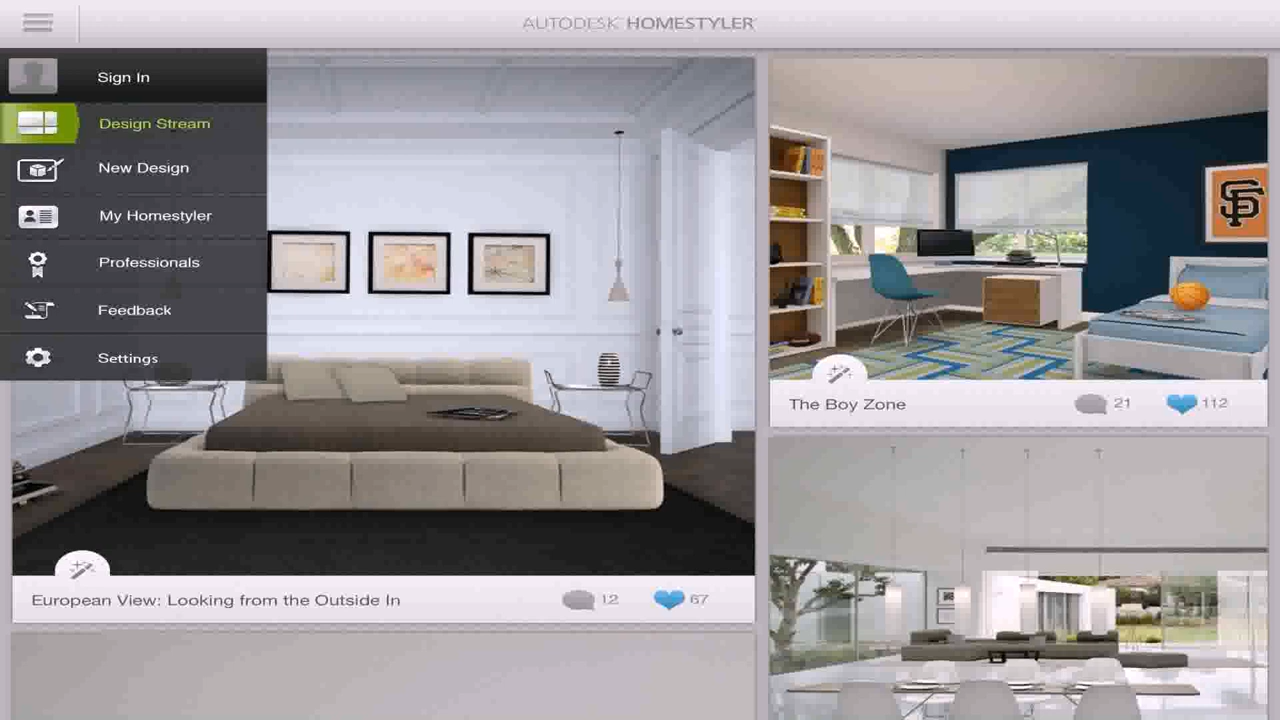 AUTODESK HOMESTYLER
Sign In
Design Stream
New Design
My Homestyler
Professionals
Feedback
Settings
SF
The Boy Zone
21
112
European View: Looking from the Outside In
12
67